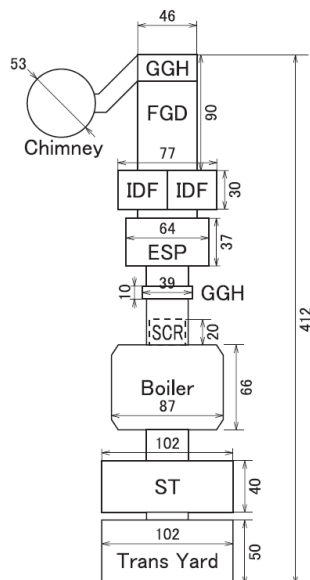 46
GGH
53
FGD
90
Chimney
77
IDF IDF
30
64
ESP
37
39
10
GGH
SCR
20
412
Boiler
87
66
102
ST
40
102
Trans Yard
50